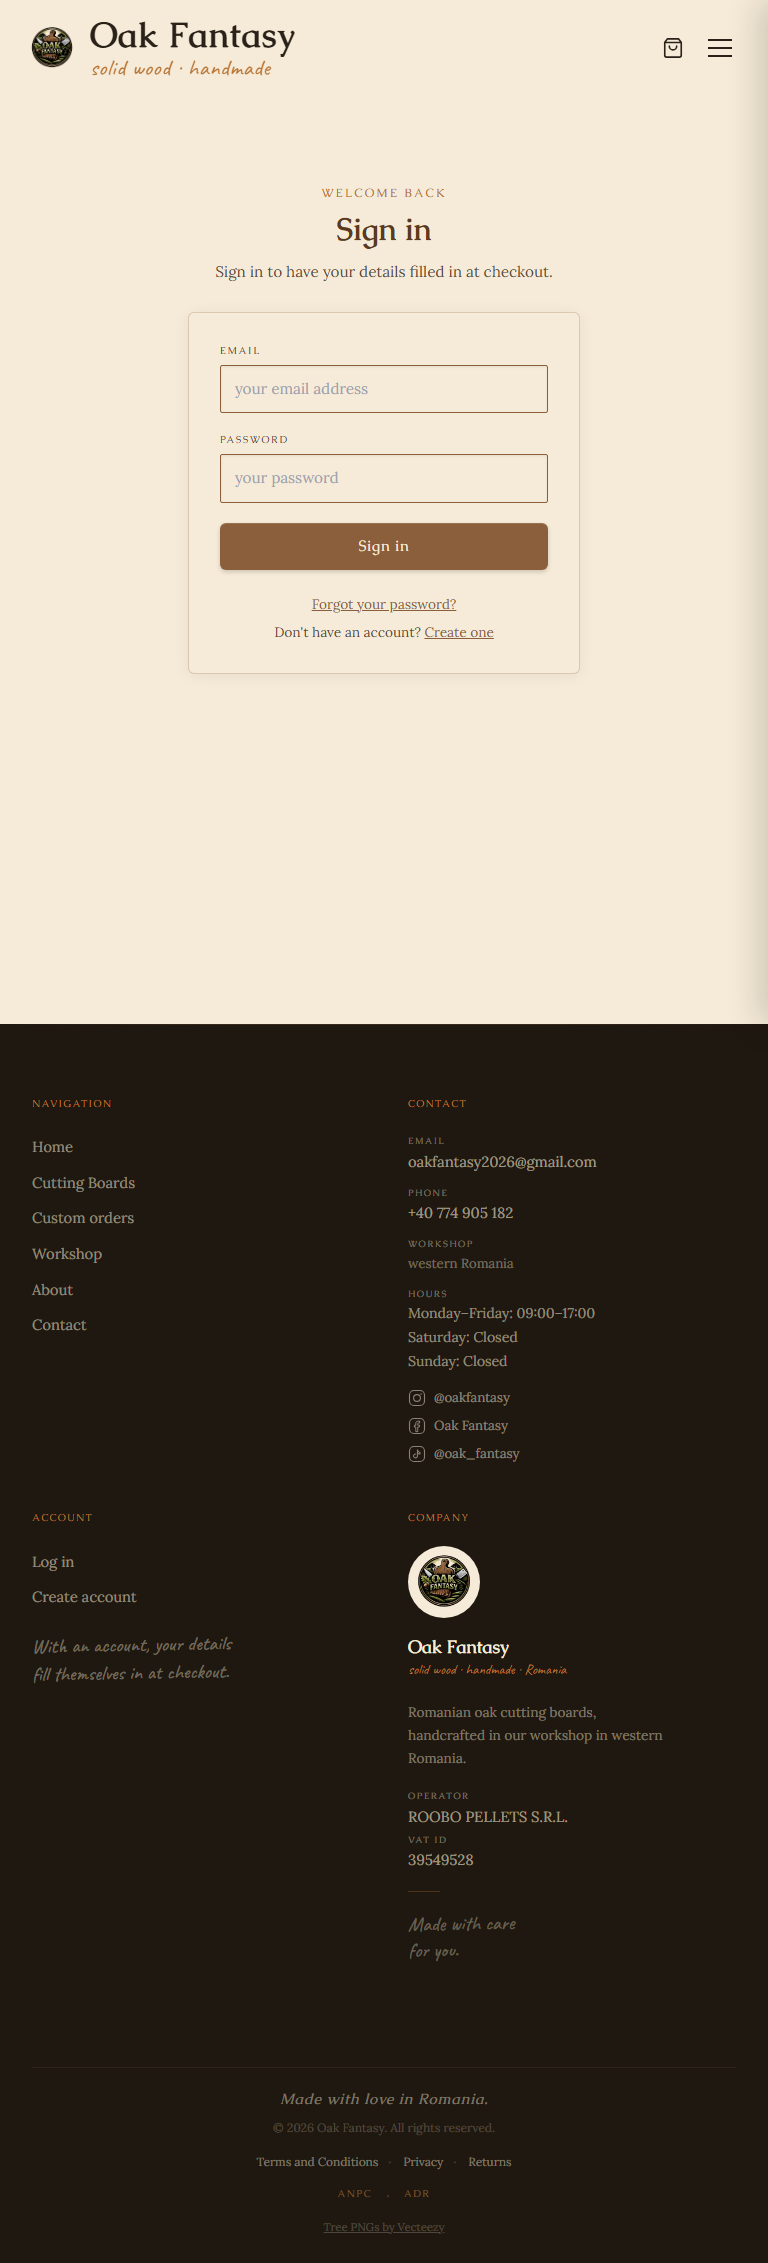 OAK
FANTASY
Oak Fantasy
solid wood · handmade
WELCOME BACK
Sign in
Sign in to have your details filled in at checkout.
EMAIL
your email address
PASSWORD
your password
Sign in
Forgot your password?
Don't have an account? Create one
NAVIGATION
Home
Cutting Boards
Custom orders
Workshop
About
Contact
CONTACT
EMAIL
oakfantasy2026@gmail.com
PHONE
+40 774 905 182
WORKSHOP
western Romania
HOURS
Monday–Friday: 09:00–17:00
Saturday: Closed
Sunday: Closed
@oakfantasy
Oak Fantasy
@oak_fantasy
ACCOUNT
Log in
Create account
With an account, your details
fill themselves in at checkout.
COMPANY
OAK
FANTASY
Oak Fantasy
solid wood · handmade · Romania
Romanian oak cutting boards,
handcrafted in our workshop in western
Romania.
OPERATOR
ROOBO PELLETS S.R.L.
VAT ID
39549528
Made with care
for you.
Made with love in Romania.
© 2026 Oak Fantasy. All rights reserved.
Terms and Conditions · Privacy · Returns
ANPC · ADR
Tree PNGs by Vecteezy